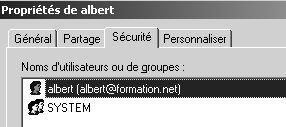 Propriétés de albert
Général Partage Sécurité Personnaliser
Noms d'utilisateurs ou de groupes :
albert (albert@formation.net)
SYSTEM